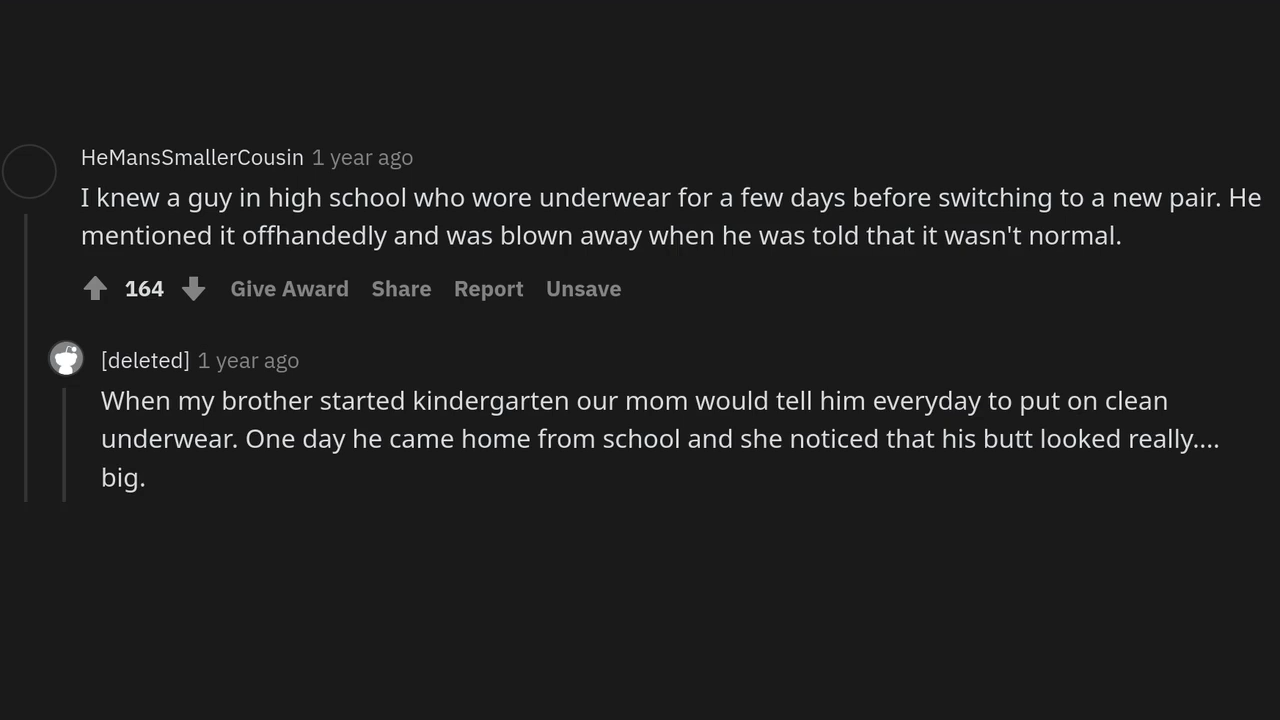 HeMansSmallerCousin 1 year ago
I knew a guy in high school who wore underwear for a few days before switching to a new pair. He
mentioned it offhandedly and was blown away when he was told that it wasn't normal.
164 Give Award Share Report Unsave
[deleted] 1 year ago
When my brother started kindergarten our mom would tell him everyday to put on clean
underwear. One day he came home from school and she noticed that his butt looked really....
big.